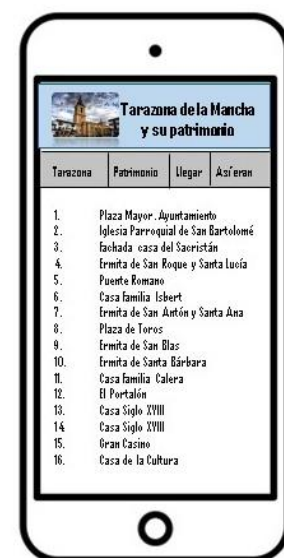 Tarazona de la Mancha
y su patrimonio
Tarazona Patrimonio Llegar Así eran
1. Plaza Mayor. Ayuntamiento
2. Iglesia Parroquial de San Bartolomé
3. Fachada casa del Sacristán
4. Ermita de San Roque y Santa Lucía
5. Puente Romano
6. Casa familia Isbert
7. Ermita de San Antón y Santa Ana
8. Plaza de Toros
9. Ermita de San Blas
10. Ermita de Santa Bárbara
11. Casa familia Calera
12. El Portalón
13. Casa Siglo XVIII
14 Casa Siglo XVIII
15. Gran Casino
16. Casa de la Cultura